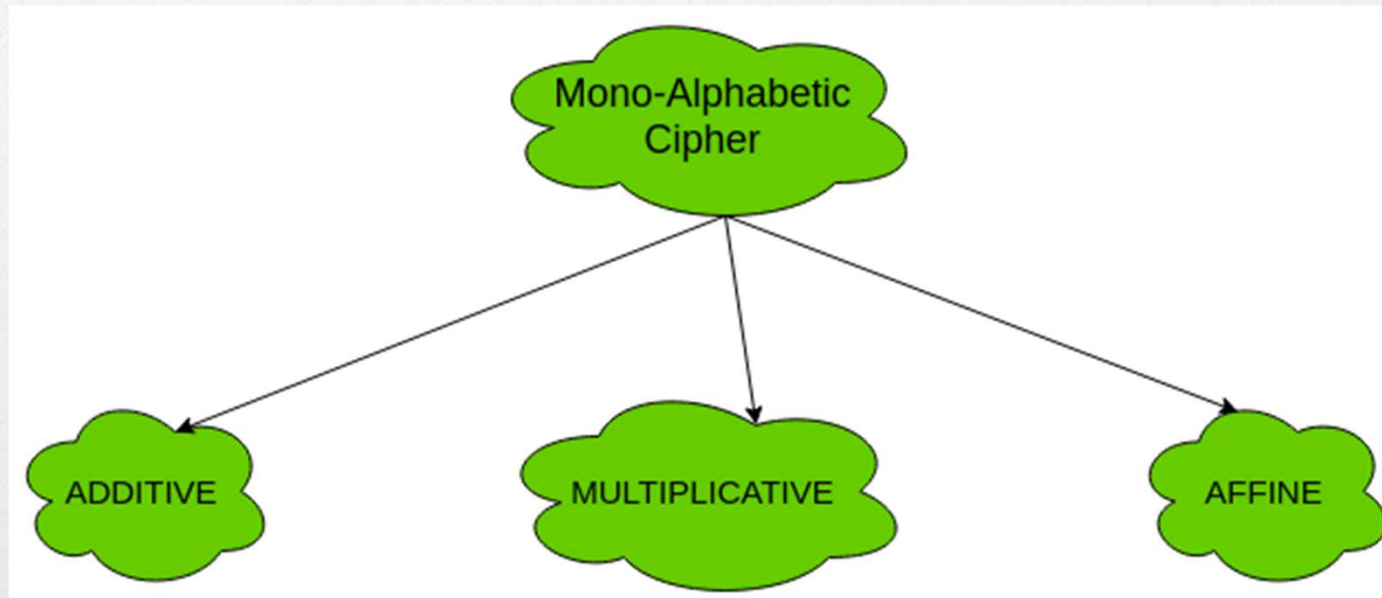 Mono-Alphabetic
Cipher
ADDITIVE
MULTIPLICATIVE
AFFINE